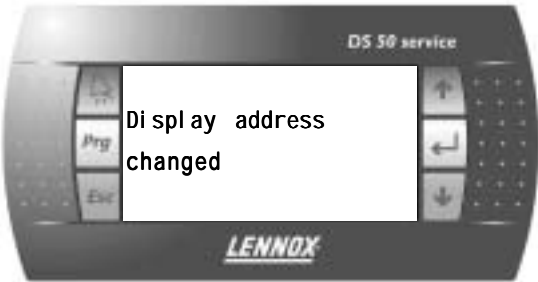 DS 50 service
Display address
Prg
changed
Esc
LENNOX